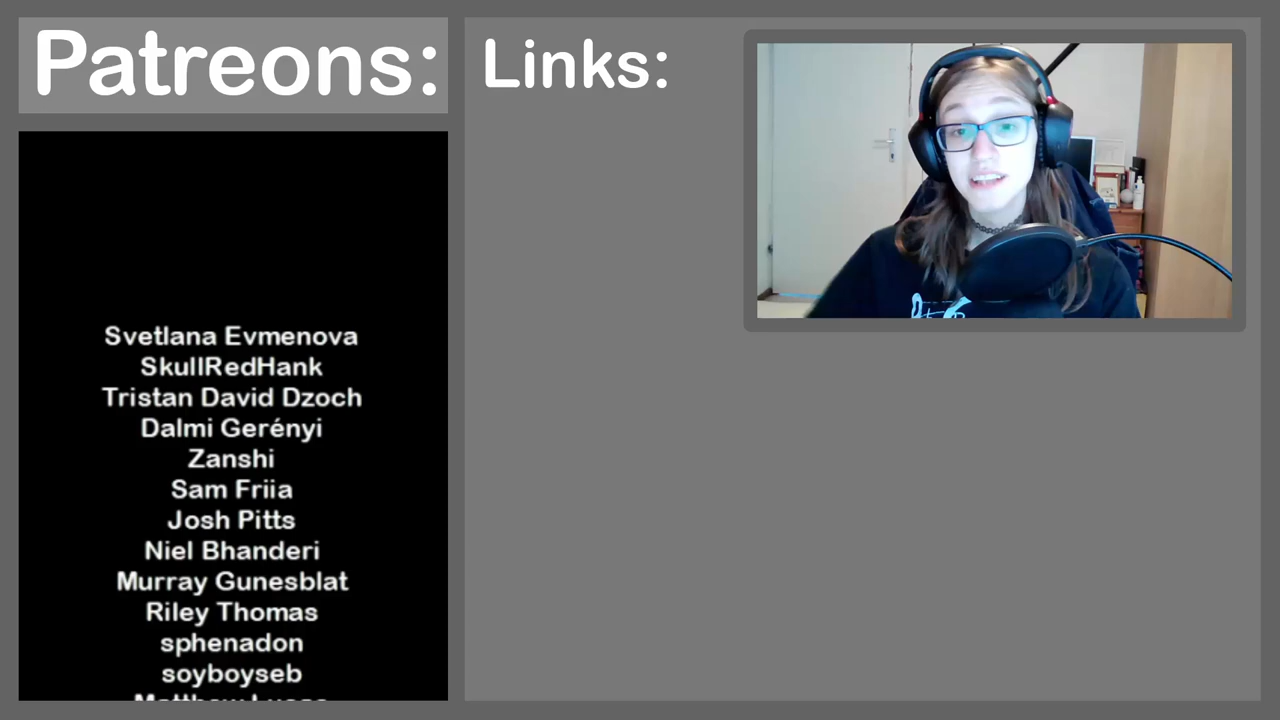 Patreons:
Links:
Svetlana Evmenova
SkullRedHank
Tristan David Dzoch
Dalmi Gerényi
Zanshi
Sam Friia
Josh Pitts
Niel Bhanderi
Murray Gunesblat
Riley Thomas
sphenadon
soyboyseb